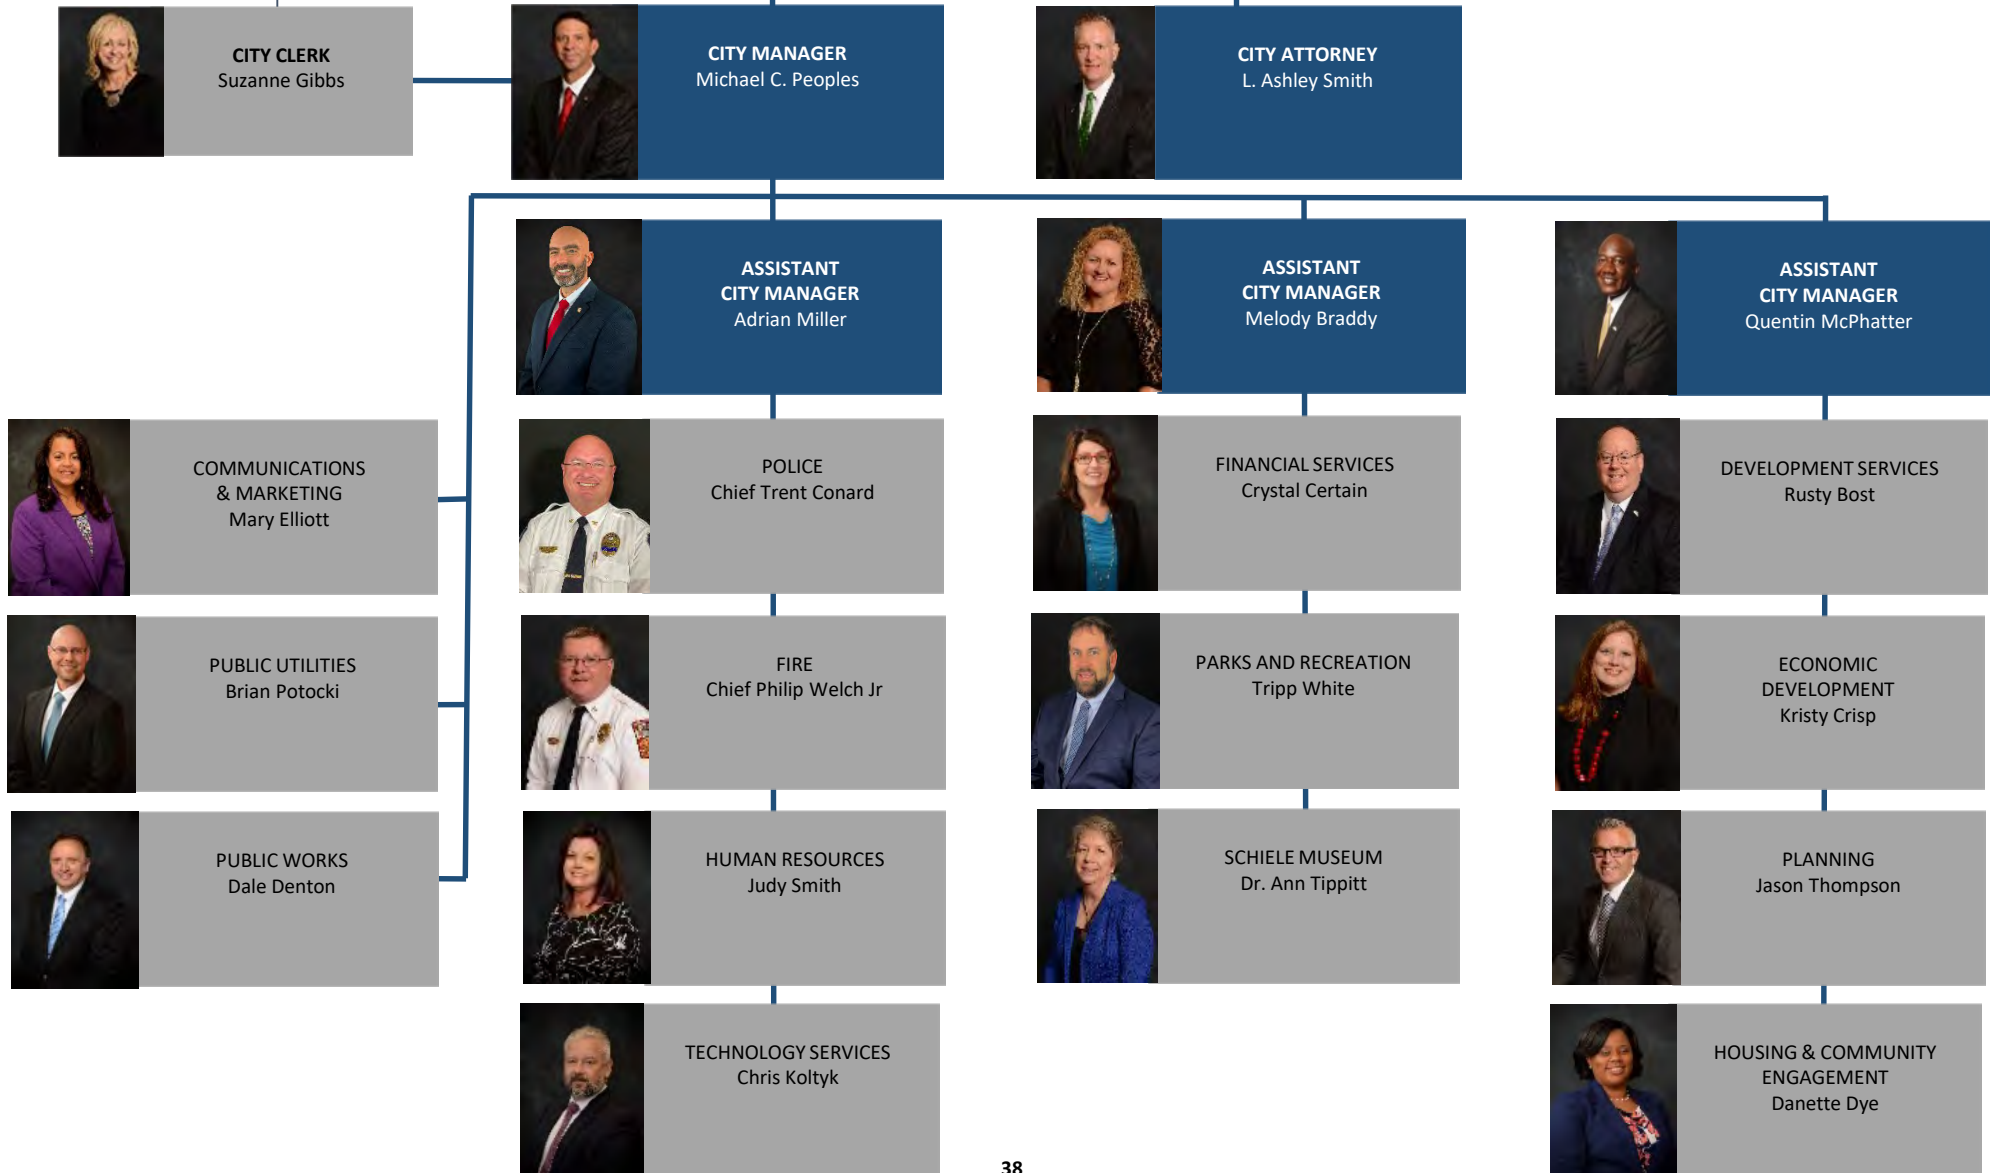 CITY CLERK
Suzanne Gibbs
CITY MANAGER
Michael C. Peoples
CITY ATTORNEY
L. Ashley Smith
ASSISTANT
CITY MANAGER
Adrian Miller
ASSISTANT
CITY MANAGER
Melody Braddy
ASSISTANT
CITY MANAGER
Quentin McPhatter
COMMUNICATIONS
& MARKETING
Mary Elliott
POLICE
Chief Trent Conard
FINANCIAL SERVICES
Crystal Certain
DEVELOPMENT SERVICES
Rusty Bost
PUBLIC UTILITIES
Brian Potocki
FIRE
Chief Philip Welch Jr
PARKS AND RECREATION
Tripp White
ECONOMIC
DEVELOPMENT
Kristy Crisp
PUBLIC WORKS
Dale Denton
HUMAN RESOURCES
Judy Smith
SCHIELE MUSEUM
Dr. Ann Tippitt
PLANNING
Jason Thompson
TECHNOLOGY SERVICES
Chris Koltyk
HOUSING & COMMUNITY
ENGAGEMENT
Danette Dye
38